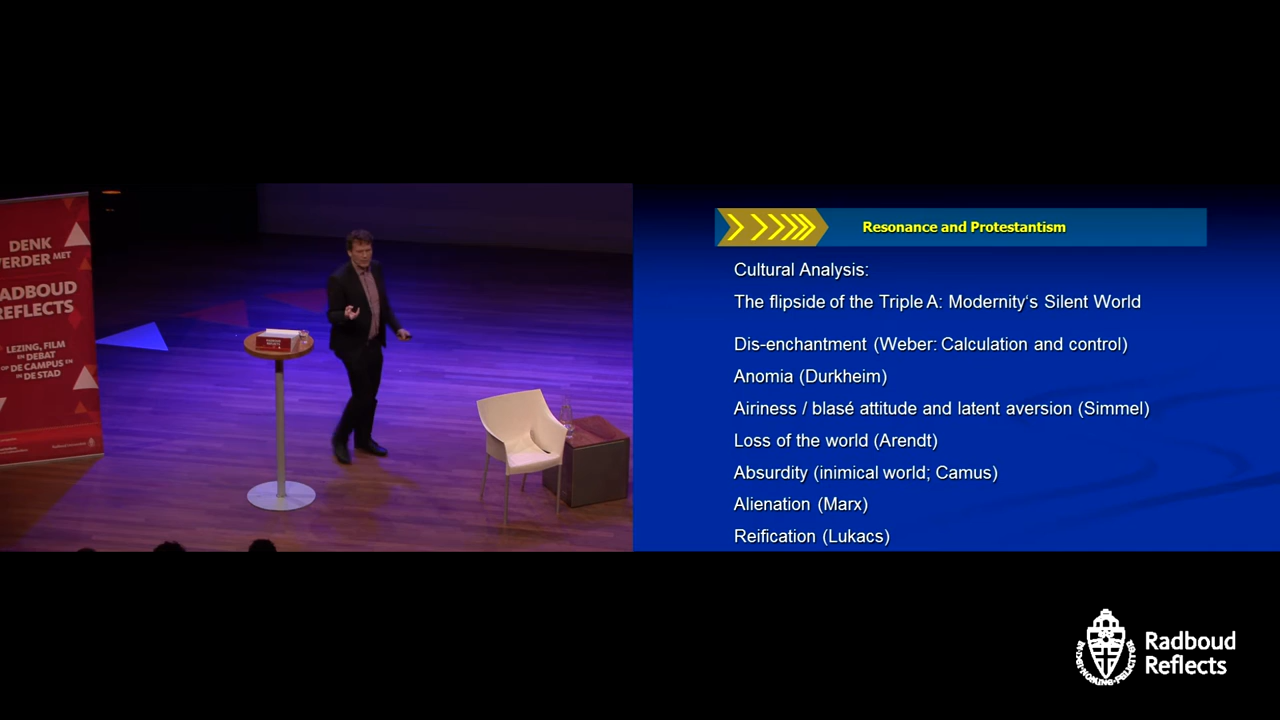 DENK
VERDER MET
RADBOUD
REFLECTS
LEZING, FILM
EN DEBAT
OP DE CAMPUS EN
IN DE STAD
RADBOUD
REFLECTS
Resonance and Protestantism
Cultural Analysis:
The flipside of the Triple A: Modernity‘s Silent World
Dis-enchantment (Weber: Calculation and control)
Anomia (Durkheim)
Airiness / blasé attitude and latent aversion (Simmel)
Loss of the world (Arendt)
Absurdity (inimical world; Camus)
Alienation (Marx)
Reification (Lukacs)
Radboud
Reflects